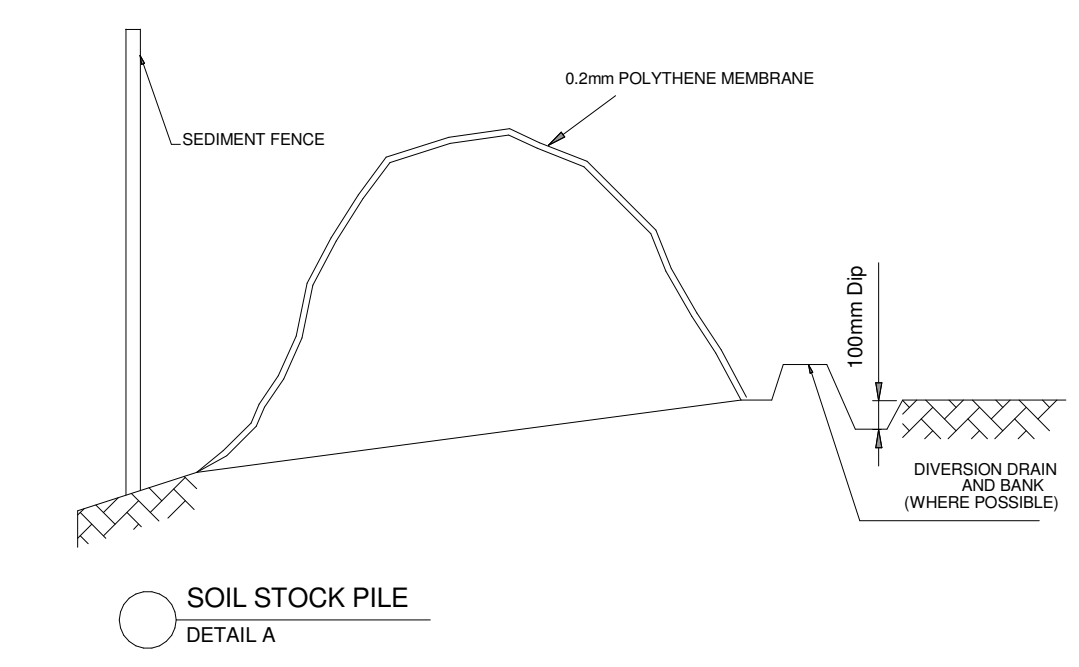 0.2mm POLYTHENE MEMBRANE
SEDIMENT FENCE
100mm Dip
DIVERSION DRAIN
AND BANK
(WHERE POSSIBLE)
SOIL STOCK PILE
DETAIL A